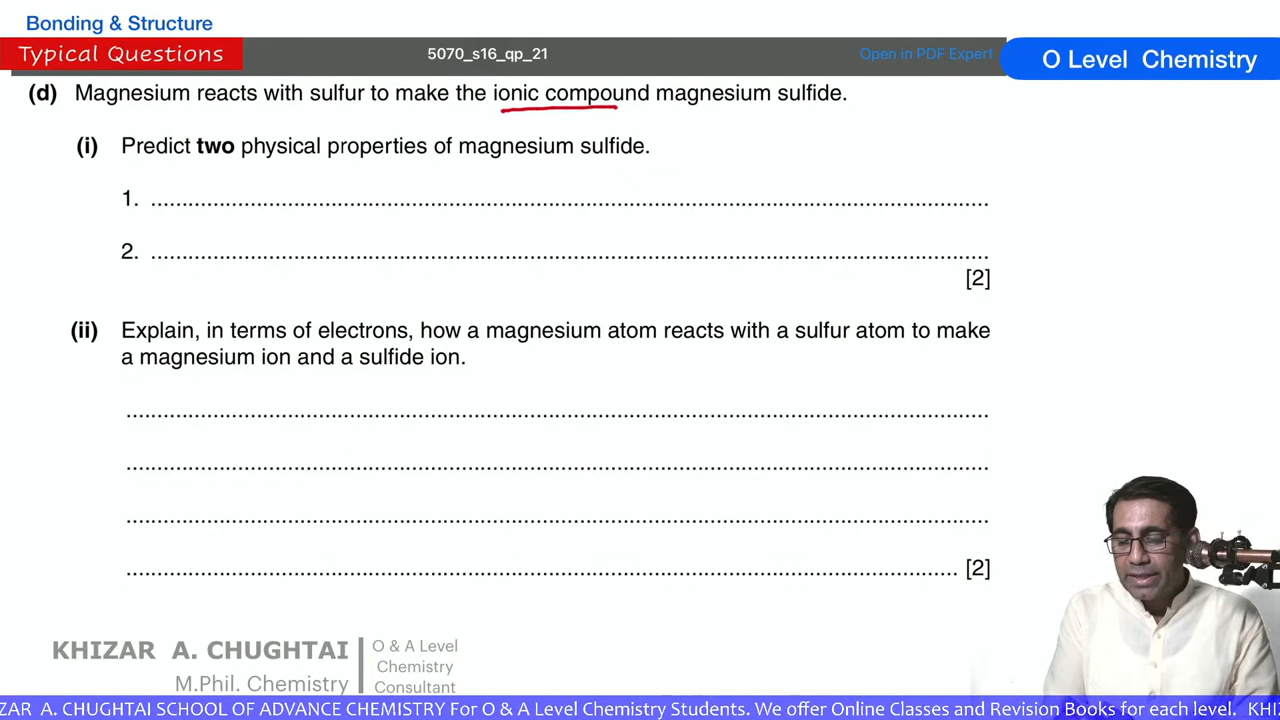 Bonding & Structure
Typical Questions
5070_s16_qp_21
Open in PDF Expert
O Level Chemistry
(d) Magnesium reacts with sulfur to make the ionic compound magnesium sulfide.
(i) Predict two physical properties of magnesium sulfide.
1. ....................................................................................................
2. ....................................................................................................
[2]
(ii) Explain, in terms of electrons, how a magnesium atom reacts with a sulfur atom to make
a magnesium ion and a sulfide ion.
....................................................................................................
....................................................................................................
....................................................................................................
.................................................................................................... [2]
KHIZAR A. CHUGHTAI
M.Phil. Chemistry
O & A Level
Chemistry
Consultant
ZAR A. CHUGHTAI SCHOOL OF ADVANCE CHEMISTRY For O & A Level Chemistry Students. We offer Online Classes and Revision Books for each level. KHI